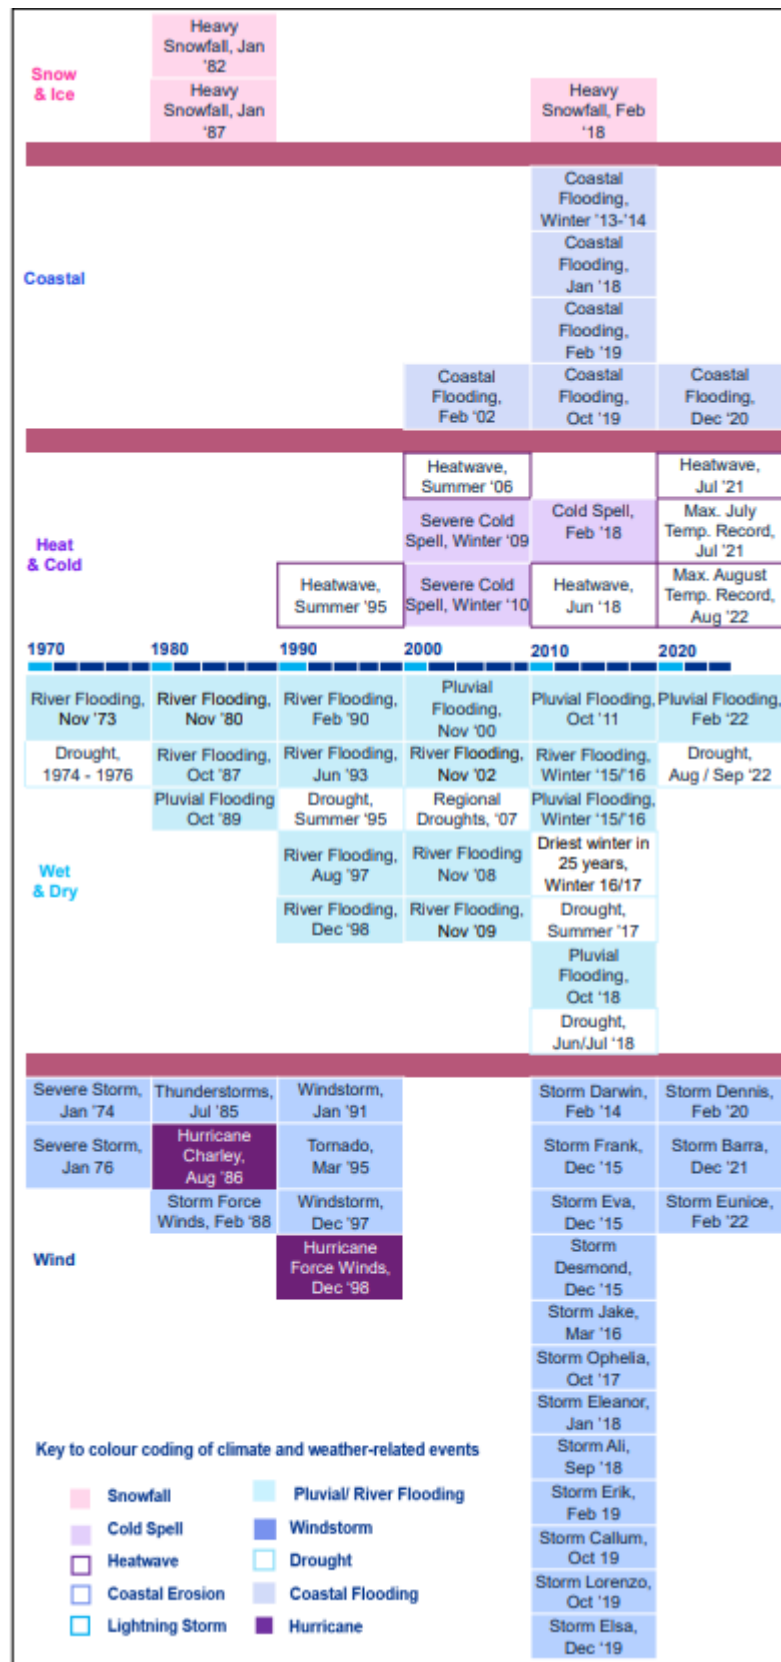 Heavy
Snowfall, Jan
'82
Snow
& Ice
Heavy
Snowfall, Jan
'87
Heavy
Snowfall, Feb
'18
Coastal
Coastal
Flooding,
Winter '13-'14
Coastal
Flooding,
Jan '18
Coastal
Flooding,
Feb '19
Coastal
Flooding,
Feb '02
Coastal
Flooding,
Oct '19
Coastal
Flooding,
Dec '20
Heat
& Cold
Heatwave,
Summer '06
Heatwave,
Jul '21
Severe Cold
Spell, Winter '09
Cold Spell,
Feb '18
Max. July
Temp. Record,
Jul '21
Heatwave,
Summer '95
Severe Cold
Spell, Winter '10
Heatwave,
Jun '18
Max. August
Temp. Record,
Aug '22
1970 1980 1990 2000 2010 2020
River Flooding,
Nov '73
River Flooding,
Nov '80
River Flooding,
Feb '90
Pluvial
Flooding,
Nov '00
Pluvial Flooding,
Oct '11
Pluvial Flooding,
Feb '22
Drought,
1974 - 1976
River Flooding,
Oct '87
River Flooding,
Jun '93
River Flooding,
Nov '02
River Flooding,
Winter '15/'16
Drought,
Aug / Sep '22
Pluvial Flooding
Oct '89
Drought,
Summer '95
Regional
Droughts, '07
Pluvial Flooding,
Winter '15/'16
Wet
& Dry
River Flooding,
Aug '97
River Flooding
Nov '08
Driest winter in
25 years,
Winter 16/17
River Flooding,
Dec '98
River Flooding,
Nov '09
Drought,
Summer '17
Pluvial
Flooding,
Oct '18
Drought,
Jun/Jul '18
Severe Storm,
Jan '74
Thunderstorms,
Jul '85
Windstorm,
Jan '91
Storm Darwin,
Feb '14
Storm Dennis,
Feb '20
Severe Storm,
Jan 76
Hurricane
Charley,
Aug '86
Tornado,
Mar '95
Storm Frank,
Dec '15
Storm Barra,
Dec '21
Storm Force
Winds, Feb '88
Windstorm,
Dec '97
Storm Eva,
Dec '15
Storm Eunice,
Feb '22
Wind
Hurricane
Force Winds,
Dec '98
Storm
Desmond,
Dec '15
Storm Jake,
Mar '16
Storm Ophelia,
Oct '17
Storm Eleanor,
Jan '18
Storm Ali,
Sep '18
Storm Erik,
Feb 19
Storm Callum,
Oct 19
Storm Lorenzo,
Oct '19
Storm Elsa,
Dec '19
Key to colour coding of climate and weather-related events
Snowfall
Pluvial/ River Flooding
Cold Spell
Windstorm
Heatwave
Drought
Coastal Erosion
Coastal Flooding
Lightning Storm
Hurricane